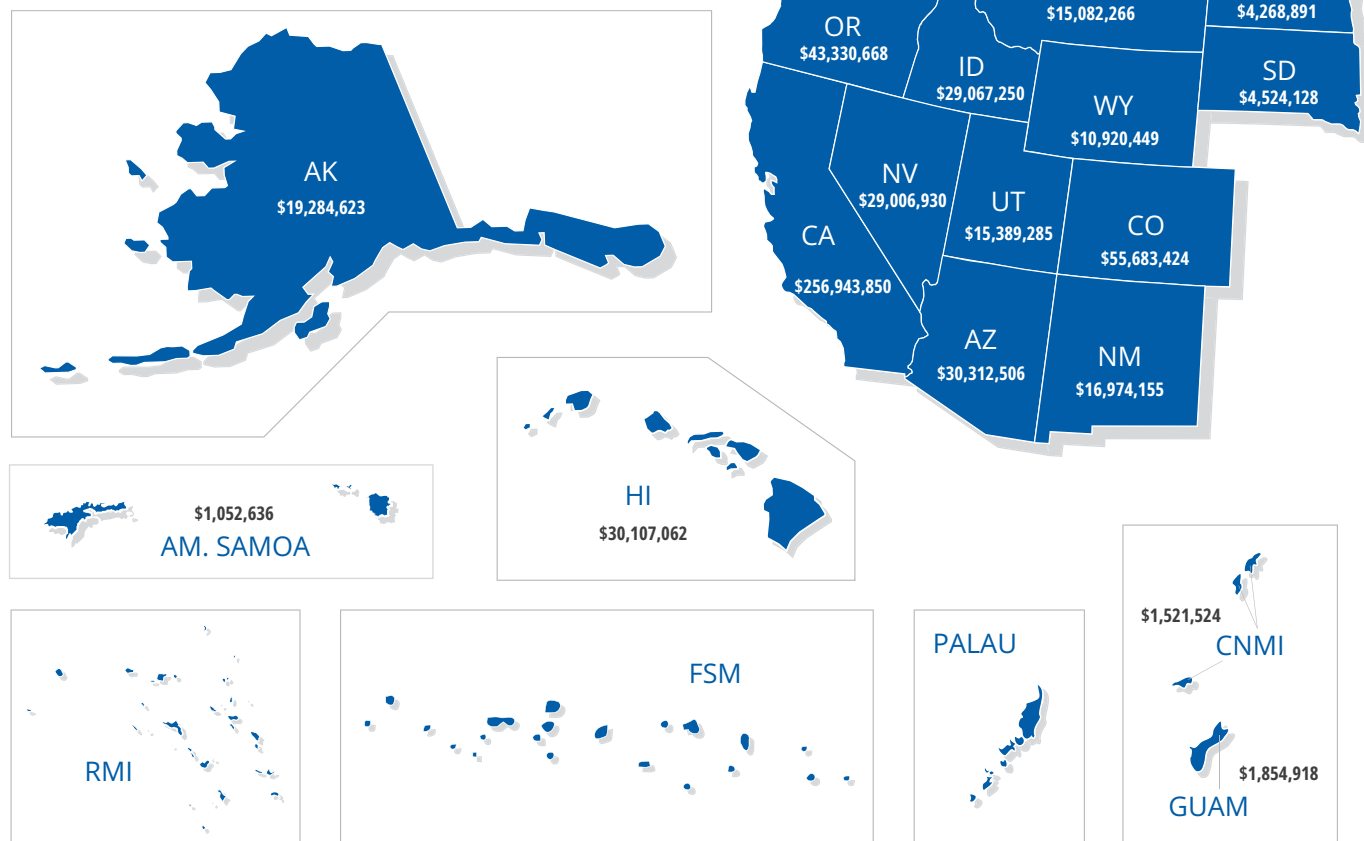 $15,082,266
$4,268,891
OR
$43,330,668
ID
$29,067,250
SD
$4,524,128
WY
$10,920,449
AK
$19,284,623
NV
$29,006,930
UT
$15,389,285
CO
$55,683,424
CA
$256,943,850
AZ
$30,312,506
NM
$16,974,155
HI
$30,107,062
$1,052,636
AM. SAMOA
$1,521,524
CNMI
PALAU
FSM
RMI
$1,854,918
GUAM